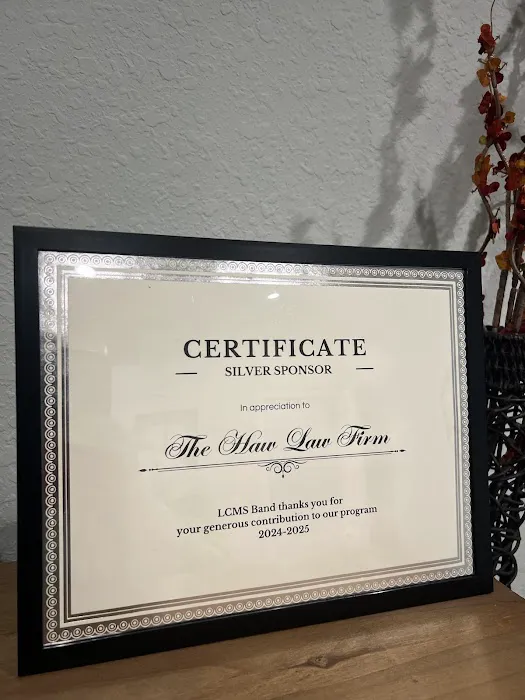 CERTIFICATE
SILVER SPONSOR
In appreciation to
The Haw Law Firm
LCMS Band thanks you for
your generous contribution to our program
2024-2025